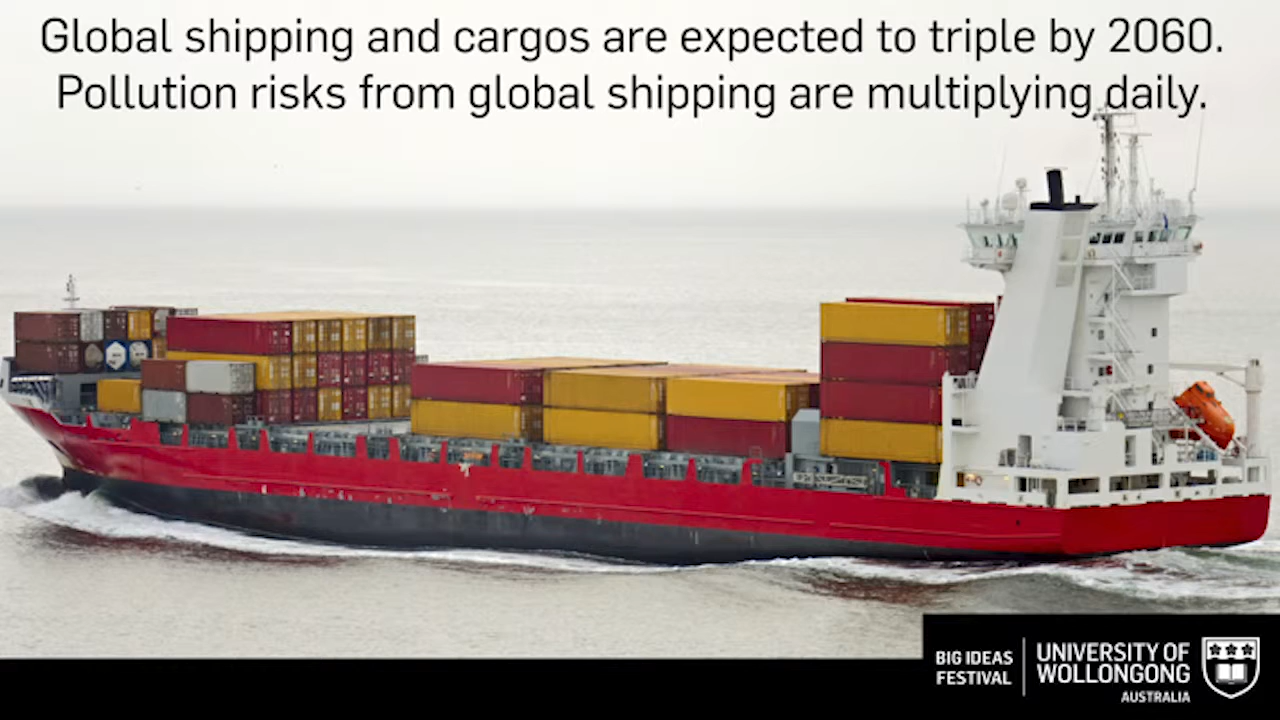 Global shipping and cargos are expected to triple by 2060.
Pollution risks from global shipping are multiplying daily.
BIG IDEAS
FESTIVAL
UNIVERSITY OF
WOLLONGONG
AUSTRALIA